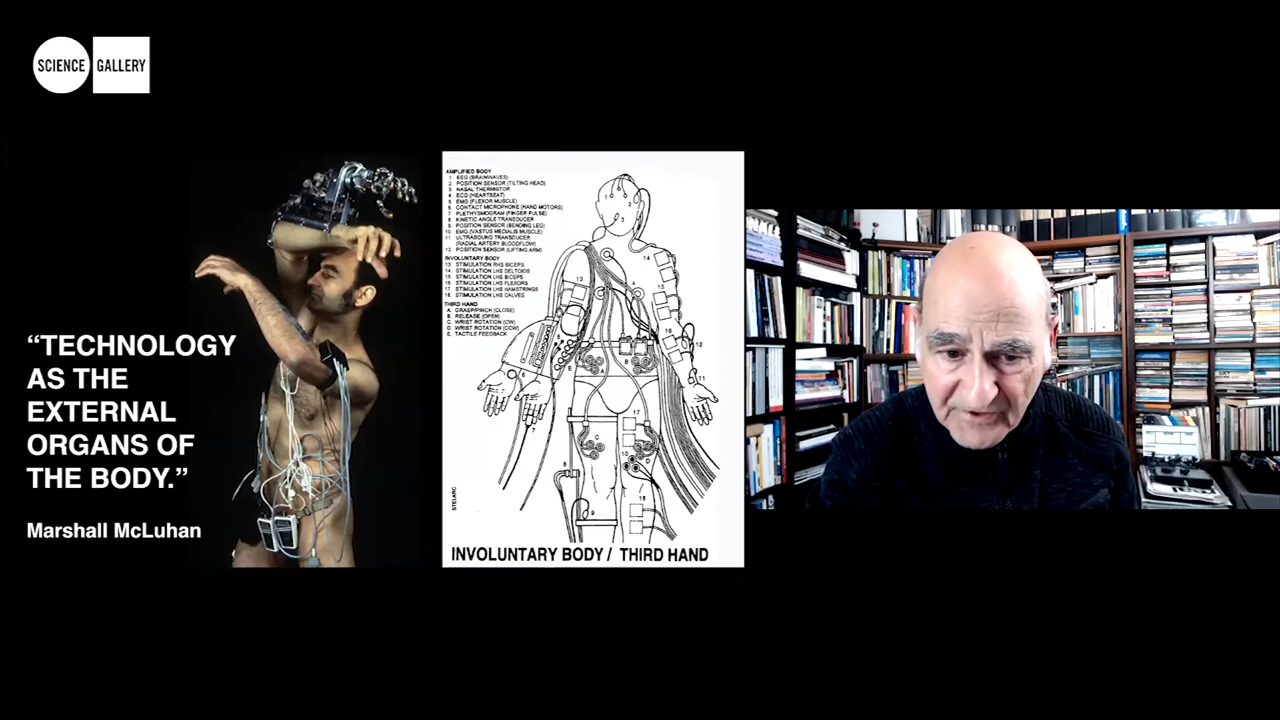 SCIENCE
GALLERY
“TECHNOLOGY
AS THE
EXTERNAL
ORGANS OF
THE BODY.”
Marshall McLuhan
AMPLIFIED BODY
1. EEG (BRAINWAVES)
2. POSITION SENSOR (TILTING HEAD)
3. NASAL THERMISTOR
4. ECG (HEARTBEAT)
5. EMG (FLEXOR MUSCLE)
6. CONTACT MICROPHONE (HAND MOTORS)
7. PLETHYSMOGRAM (FINGER PULSE)
8. KINETIC ANGLE TRANSDUCER
9. POSITION SENSOR (BENDING LEG)
10. EMG (VASTUS MEDIALIS MUSCLE)
11. ULTRASOUND TRANSDUCER
(RADIAL ARTERY BLOODFLOW)
12. POSITION SENSOR (LIFTING ARM)
INVOLUNTARY BODY
13. STIMULATION RHS BICEPS
14. STIMULATION LHS DELTOIDS
15. STIMULATION LHS BICEPS
16. STIMULATION LHS FLEXORS
17. STIMULATION LHS HAMSTRINGS
18. STIMULATION LHS CALVES
THIRD HAND
A. GRASP/PINCH (CLOSE)
B. RELEASE (OPEN)
C. WRIST ROTATION (CW)
D. WRIST ROTATION (CCW)
E. TACTILE FEEDBACK
STELARC
INVOLUNTARY BODY / THIRD HAND